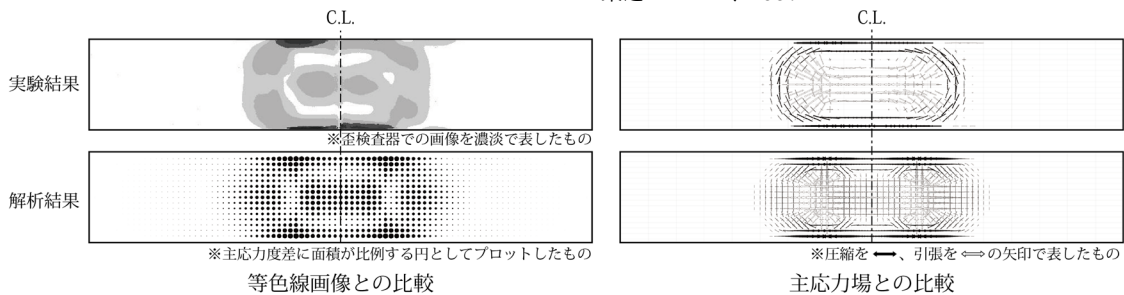 C.L.
C.L.
実験結果
※歪検査器での画像を濃淡で表したもの
解析結果
※主応力度差に面積が比例する円としてプロットしたもの
※圧縮を、引張をの矢印で表したもの
等色線画像との比較
主応力場との比較